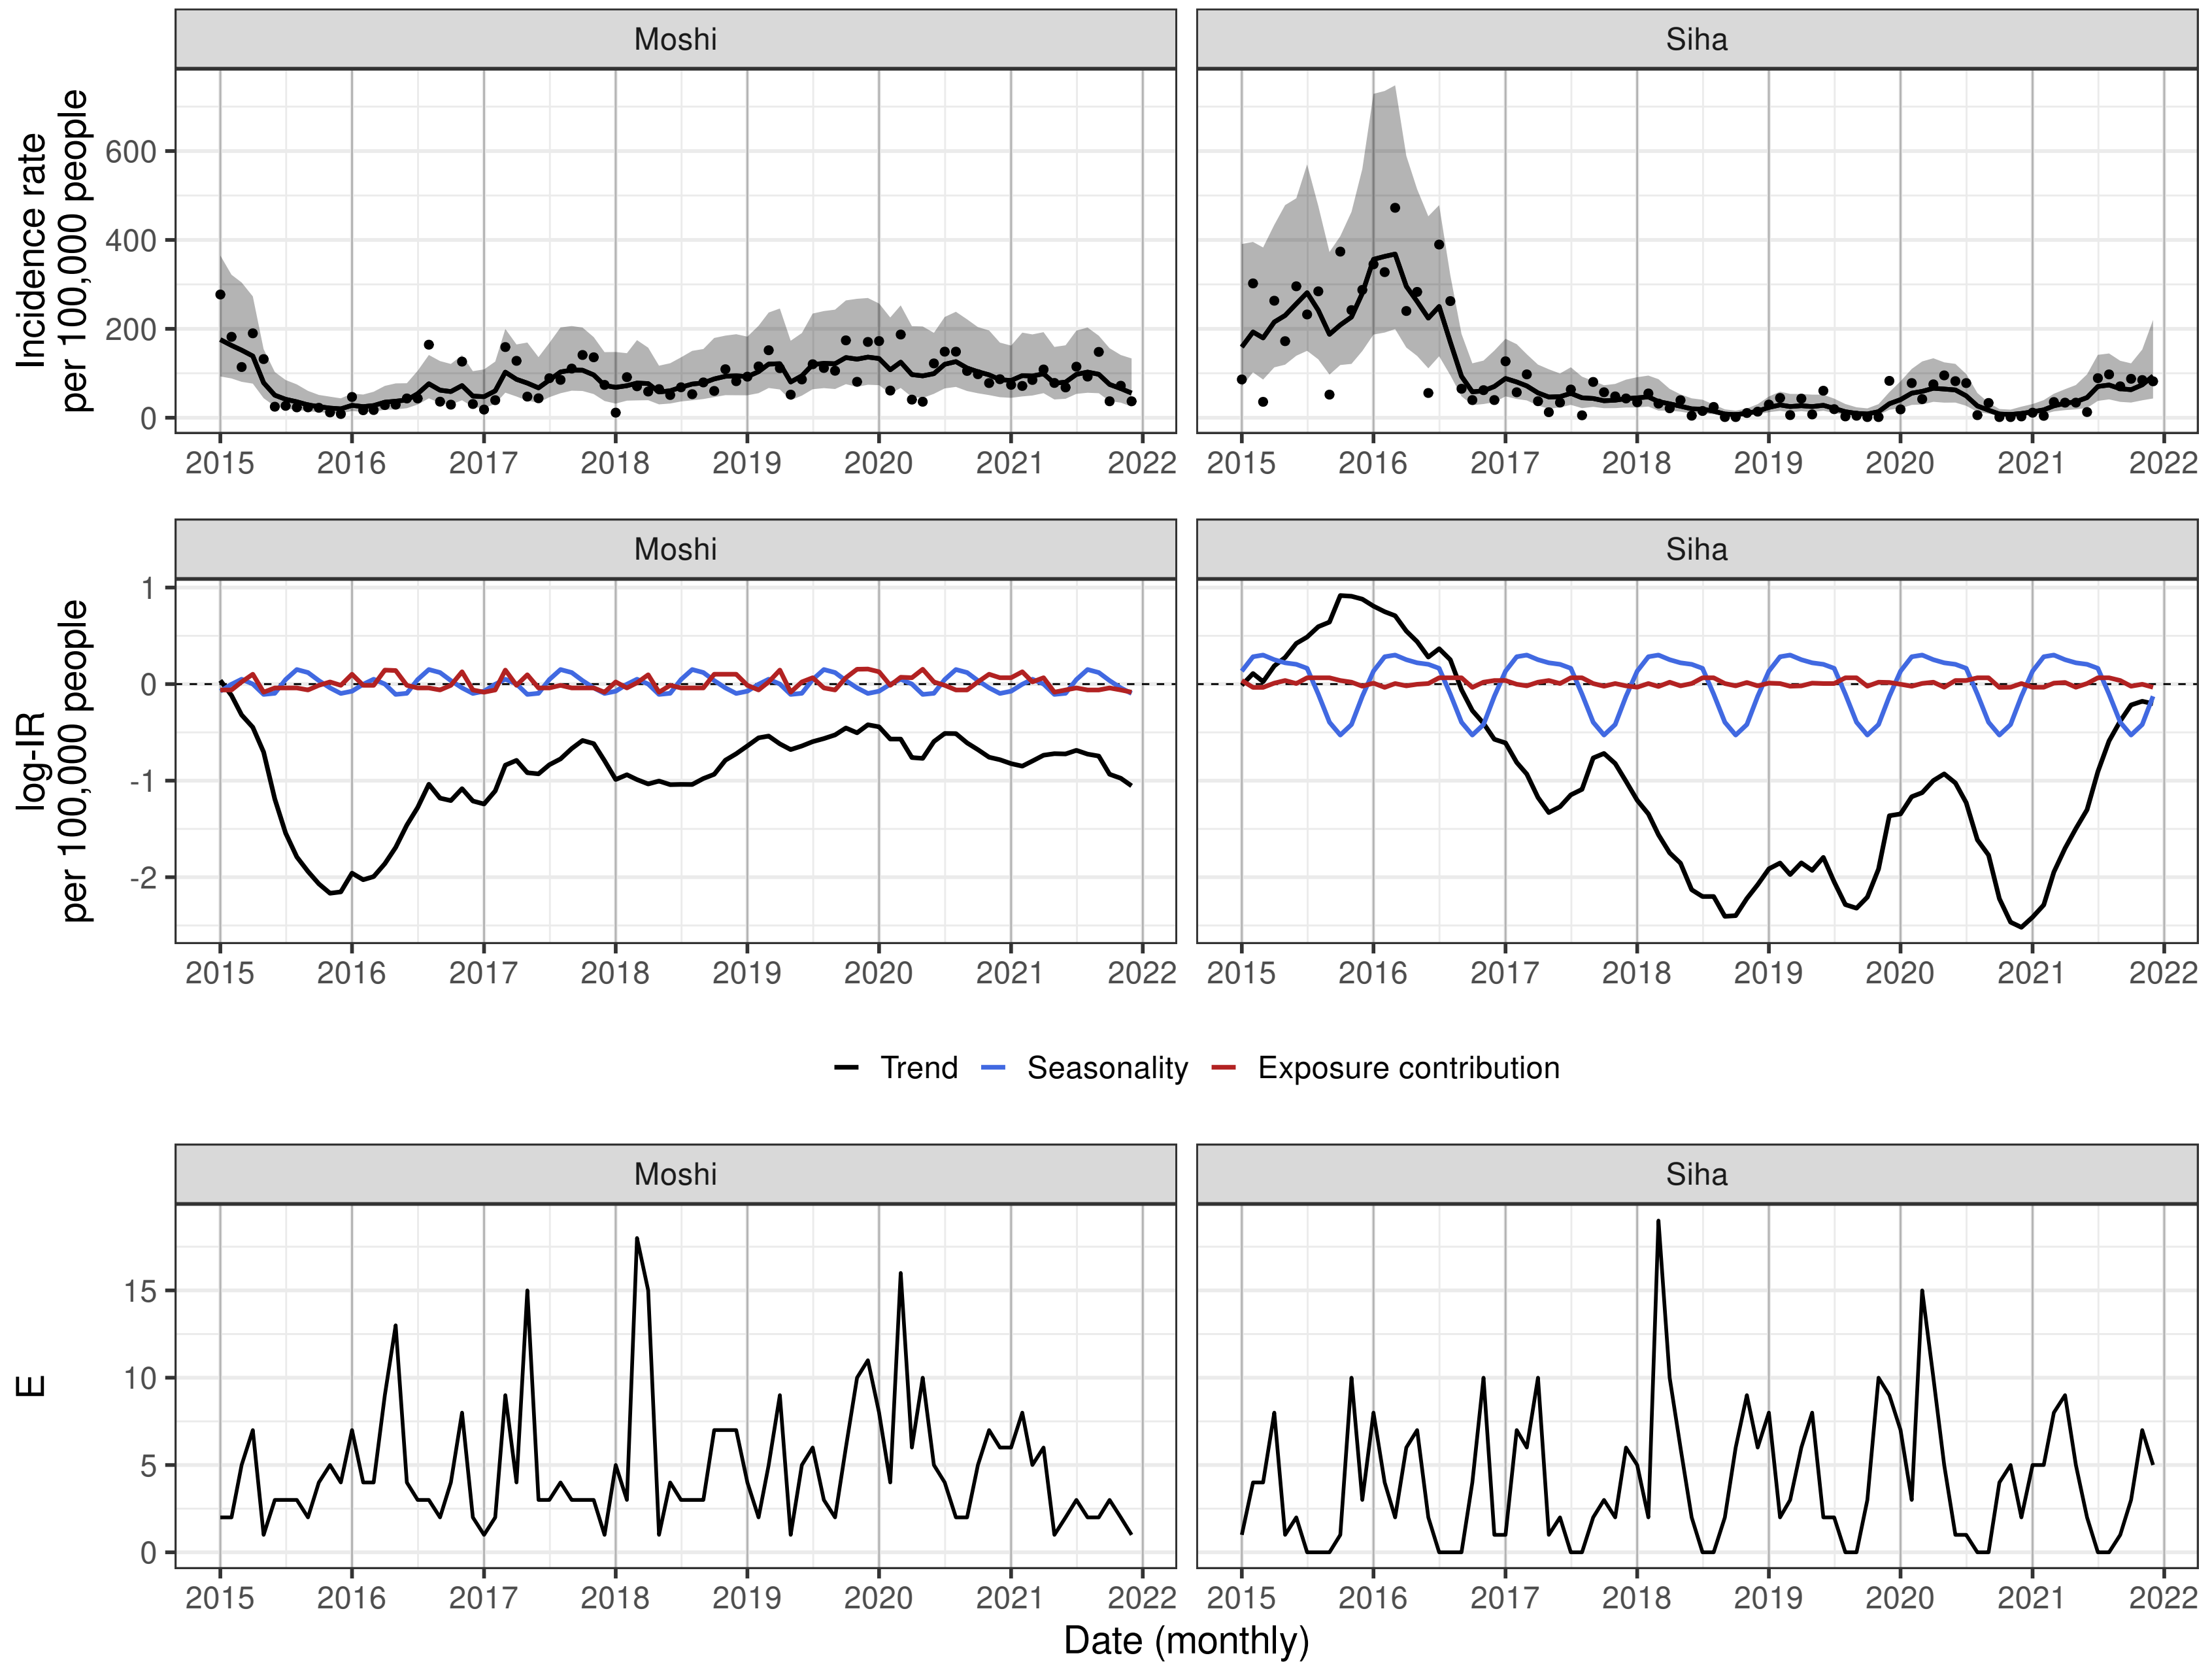 Moshi Siha
Incidence rate
per 100,000 people
600
400
200
0
2015 2016 2017 2018 2019 2020 2021 2022 2015 2016 2017 2018 2019 2020 2021 2022
Moshi Siha
log-IR
per 100,000 people
1
0
-1
-2
2015 2016 2017 2018 2019 2020 2021 2022 2015 2016 2017 2018 2019 2020 2021 2022
Trend Seasonality Exposure contribution
Moshi Siha
E
15
10
5
0
2015 2016 2017 2018 2019 2020 2021 2022 2015 2016 2017 2018 2019 2020 2021 2022
Date (monthly)